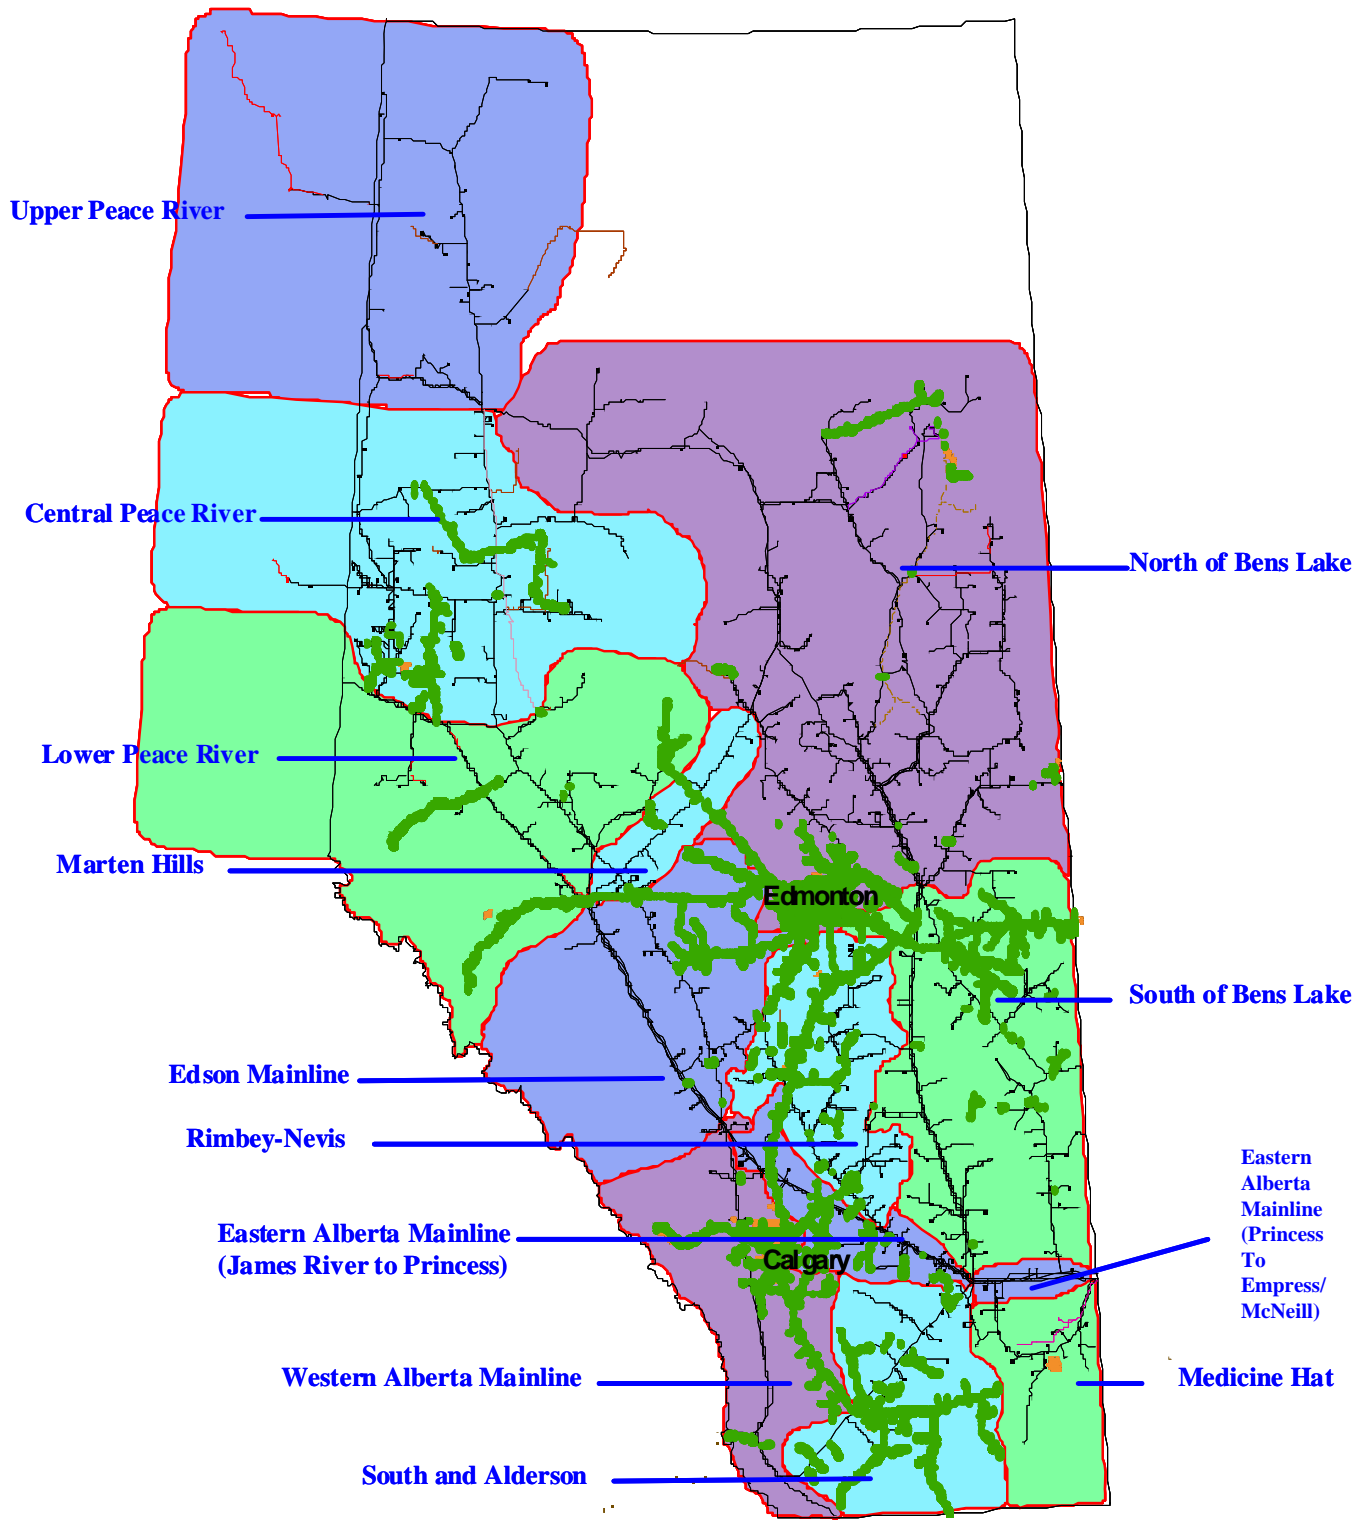 Upper Peace River
Central Peace River
North of Bens Lake
Lower Peace River
Marten Hills
Edmonton
South of Bens Lake
Edson Mainline
Rimbey-Nevis
Eastern
Alberta
Mainline
(Princess
To
Empress/
McNeill)
Eastern Alberta Mainline
(James River to Princess)
Calgary
Western Alberta Mainline
Medicine Hat
South and Alderson